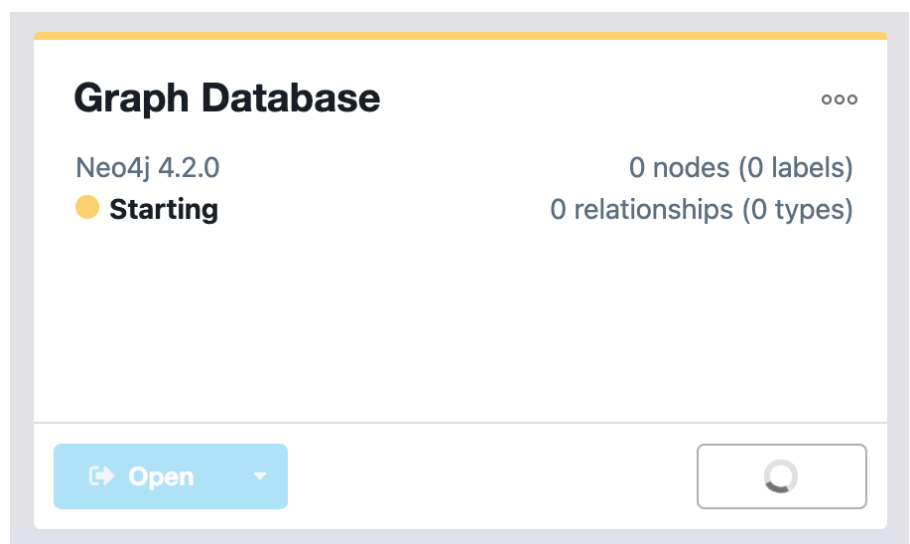 Graph Database
Neo4j 4.2.0
0 nodes (0 labels)
Starting
0 relationships (0 types)
Open